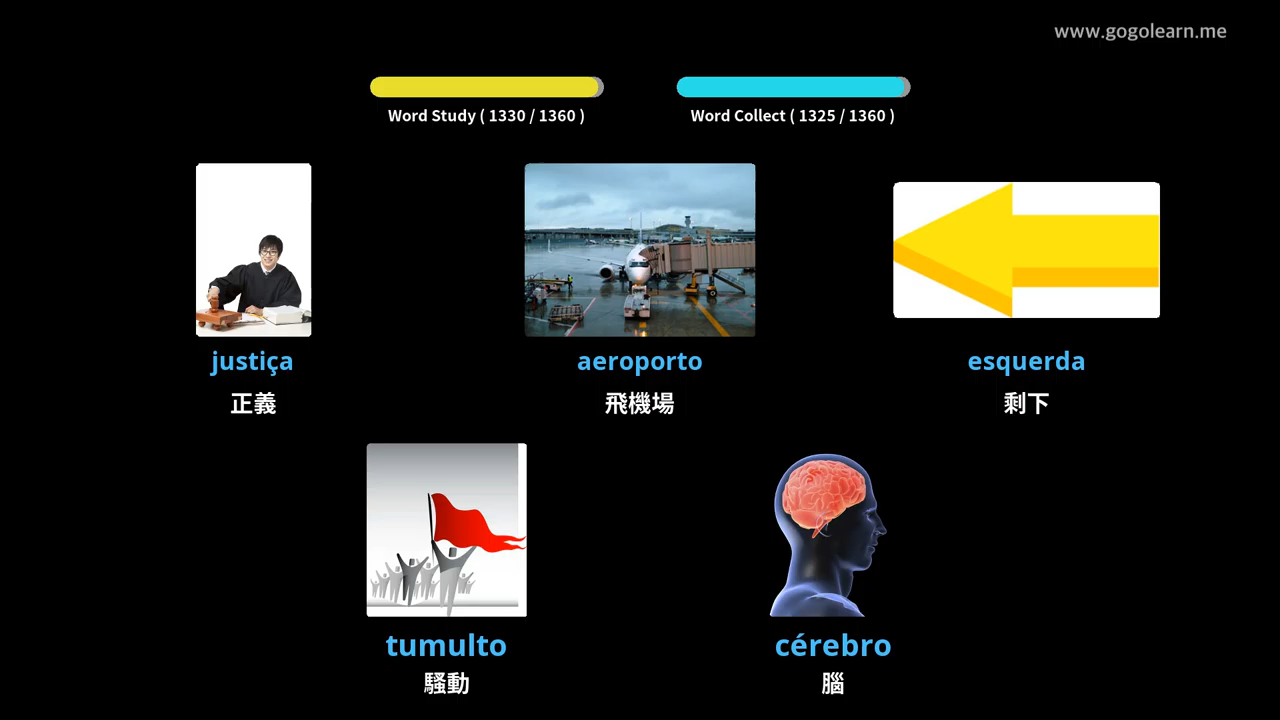 www.gogolearn.me
Word Study ( 1330 / 1360 )
Word Collect ( 1325 / 1360 )
justiça
正義
aeroporto
飛機場
esquerda
剩下
tumulto
騷動
cérebro
腦